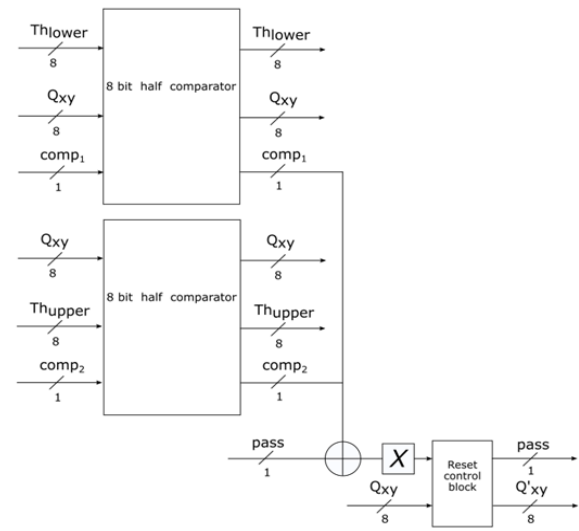 Thlower
8
Thlower
8
8 bit half comparator
Qxy
8
Qxy
8
comp1
1
comp1
1
Qxy
8
Qxy
8
8 bit half comparator
Thupper
8
Thupper
8
comp2
1
comp2
1
pass
1
X
Reset
control
block
pass
1
Qxy
8
Q'xy
8